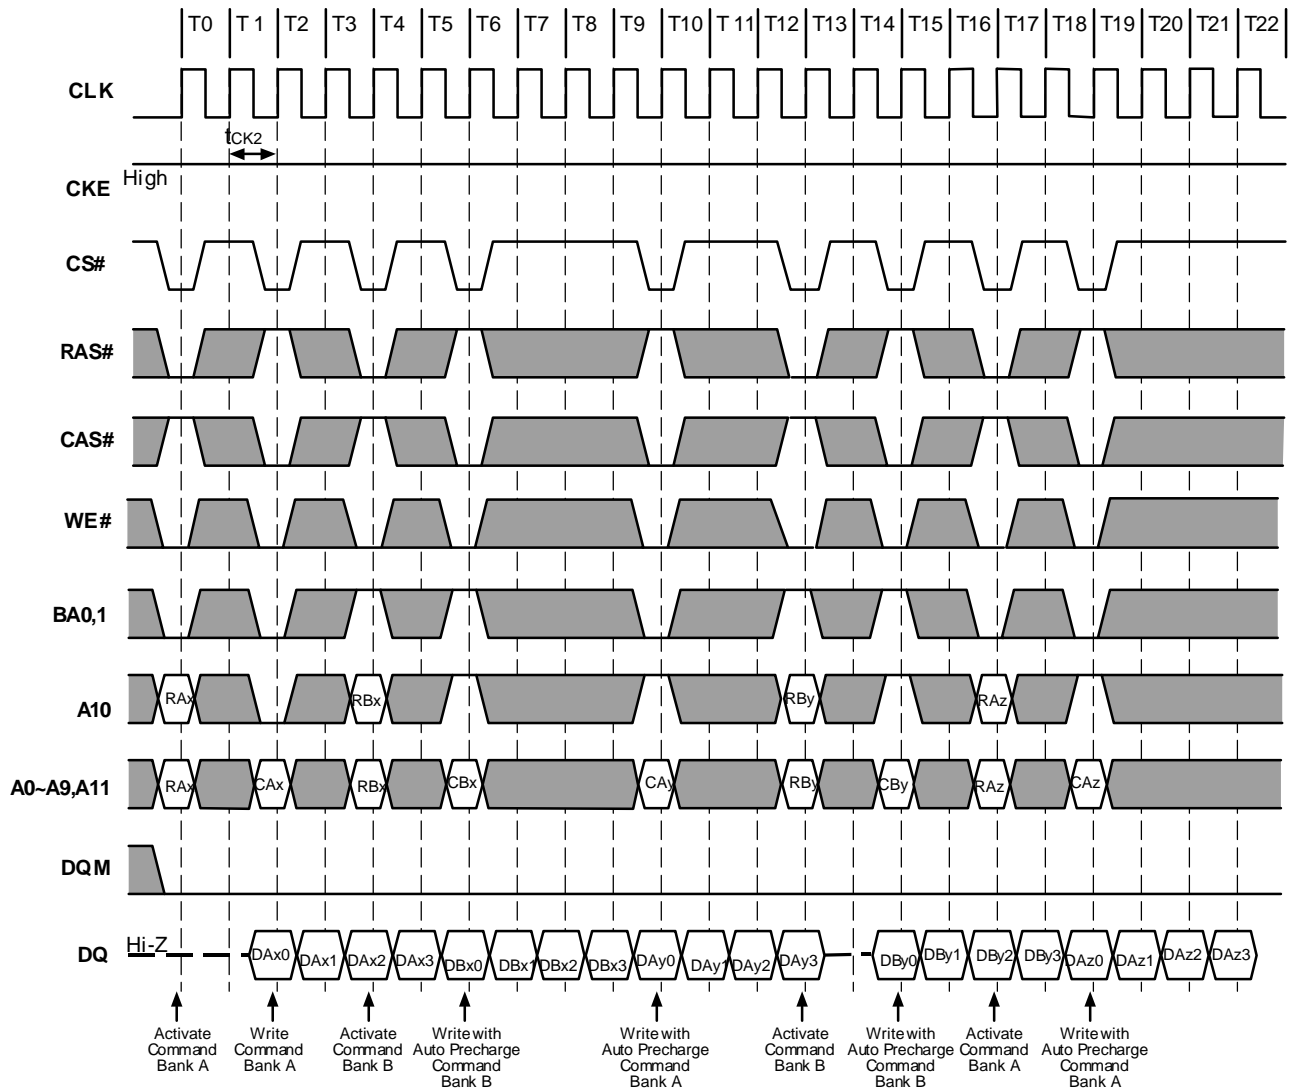 T0 T 1 T2 T3 T4 T5 T6 T7 T8 T9 T10 T 11 T12 T13 T14 T15 T16 T17 T18 T19 T20 T21 T22
CLK
tCK2
High
CKE
CS#
RAS#
CAS#
WE#
BA0,1
A10
RAx RBx RBy RAz
A0~A9,A11
RAx CAx RBx CBx CAy RBy CBy RAz CAz
DQM
Hi-Z
DQ
DAx0 DAx1 DAx2 DAx3 DBx0 DBx1 DBx2 DBx3 DAy0 DAy1 DAy2 DAy3 DBy0 DBy1 DBy2 DBy3 DAz0 DAz1 DAz2 DAz3
Activate
Command
Bank A
Write
Command
Bank A
Activate
Command
Bank B
Write with
Auto Precharge
Command
Bank B
Write with
Auto Precharge
Command
Bank A
Activate
Command
Bank B
Write with
Auto Precharge
Command
Bank B
Activate
Command
Bank A
Write with
Auto Precharge
Command
Bank A